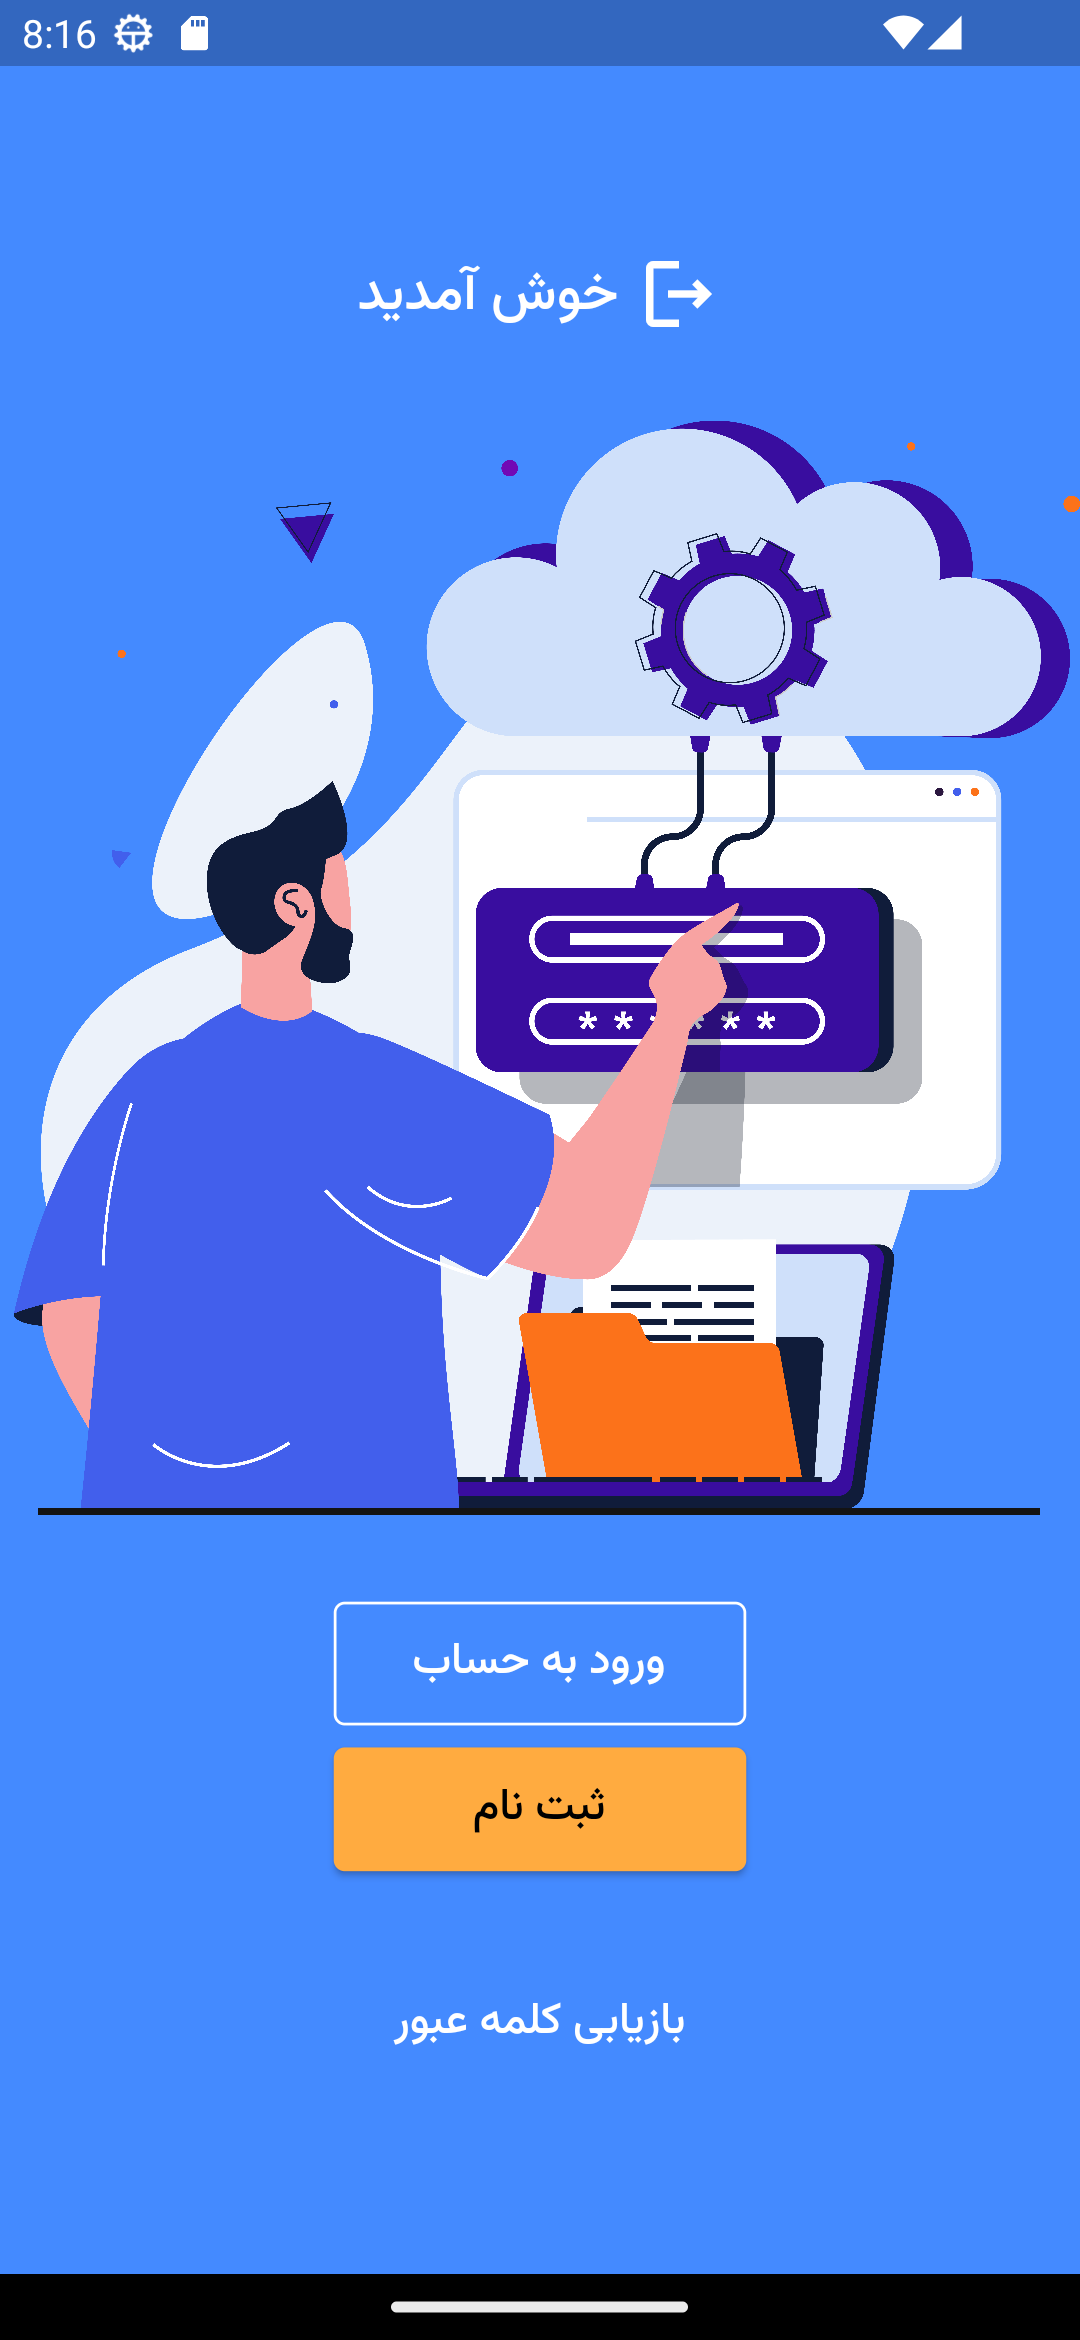 8:16
خوش آمدید
* * * * *
ورود به حساب
ثبت نام
بازیابی کلمه عبور